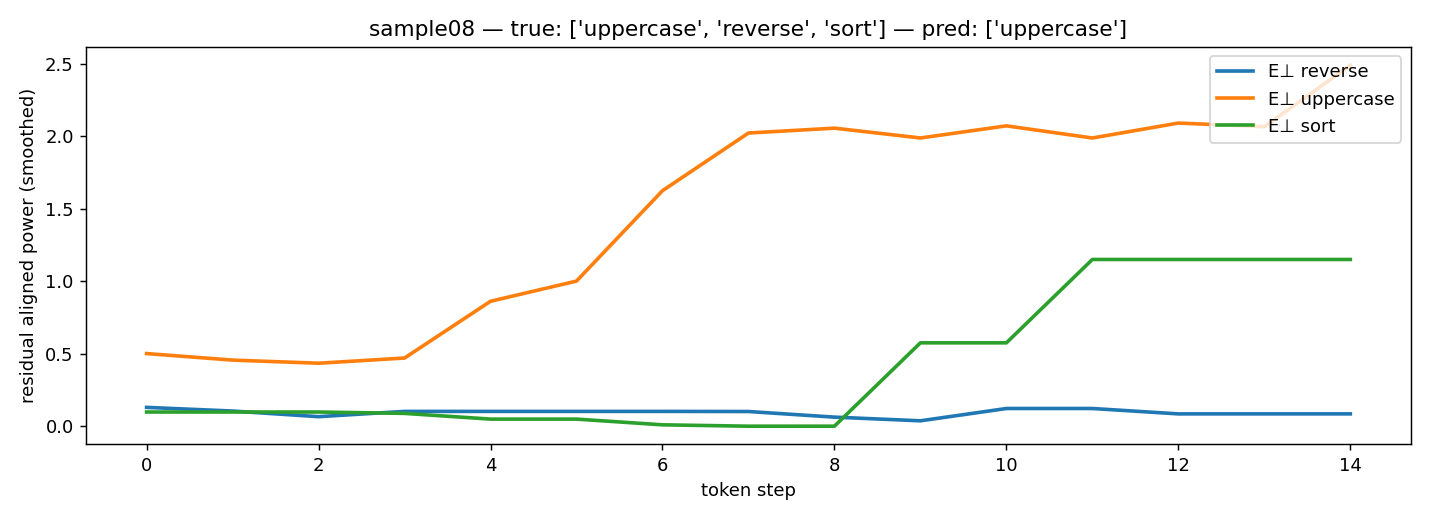 sample08 — true: ['uppercase', 'reverse', 'sort'] — pred: ['uppercase']
residual aligned power (smoothed)
2.5
2.0
1.5
1.0
0.5
0.0
E⊥ reverse
E⊥ uppercase
E⊥ sort
0 2 4 6 8 10 12 14
token step